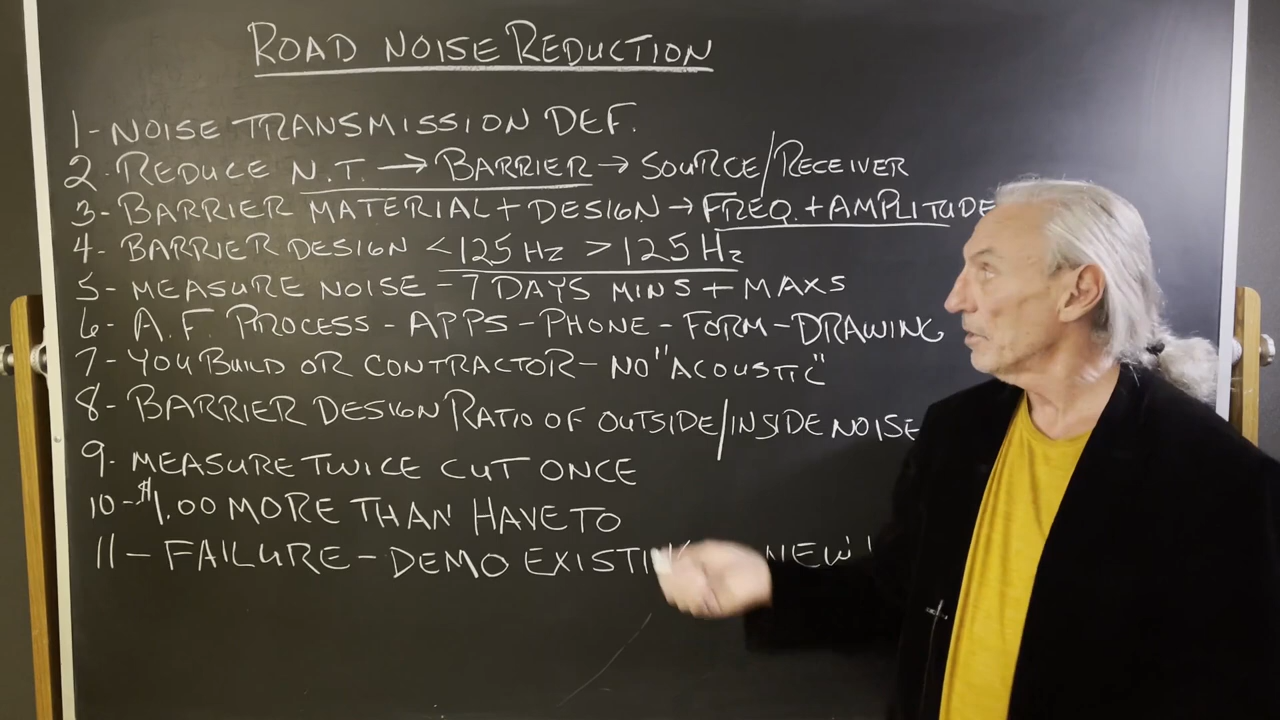 ROAD NOISE REDUCTION
1- NOISE TRANSMISSION DEF.
2- REDUCE N.T. → BARRIER → SOURCE/RECEIVER
3- BARRIER MATERIAL + DESIGN → FREQ. + AMPLITUDE
4- BARRIER DESIGN < 125 Hz > 125 Hz
5- MEASURE NOISE - 7 DAYS MINS + MAXS
6- A.F. PROCESS - APPS - PHONE - FORM - DRAWING
7- YOU BUILD OR CONTRACTOR - NO "ACOUSTIC"
8- BARRIER DESIGN RATIO OF OUTSIDE/INSIDE NOISE
9- MEASURE TWICE CUT ONCE
10- $1.00 MORE THAN HAVE TO
11- FAILURE - DEMO NEW